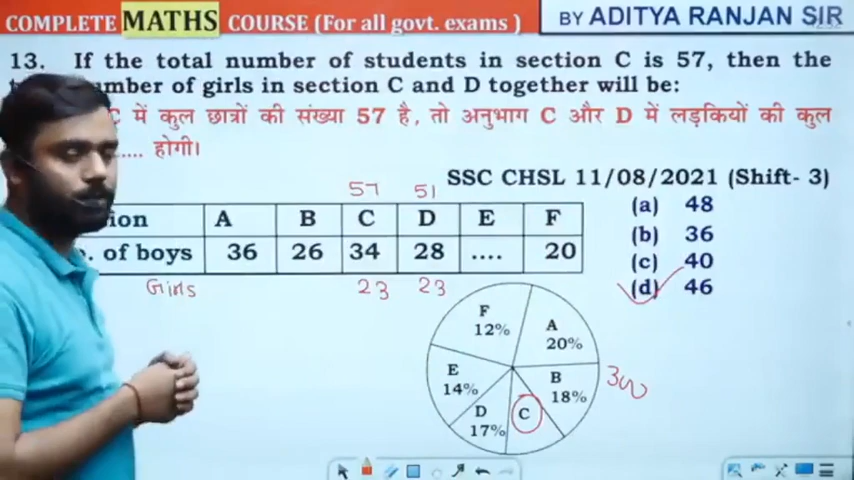 COMPLETE MATHS COURSE (For all govt. exams)
BY ADITYA RANJAN SIR
13. If the total number of students in section C is 57, then the
number of girls in section C and D together will be:
C में कुल छात्रों की संख्या 57 है, तो अनुभाग C और D में लड़कियों की कुल
..... होगी।
SSC CHSL 11/08/2021 (Shift- 3)
57 51
A B C D E F
of boys 36 26 34 28 .... 20
Girls 23 23
(a) 48
(b) 36
(c) 40
(d) 46
F
12%
A
20%
B
18%
C
D
17%
E
14%
300